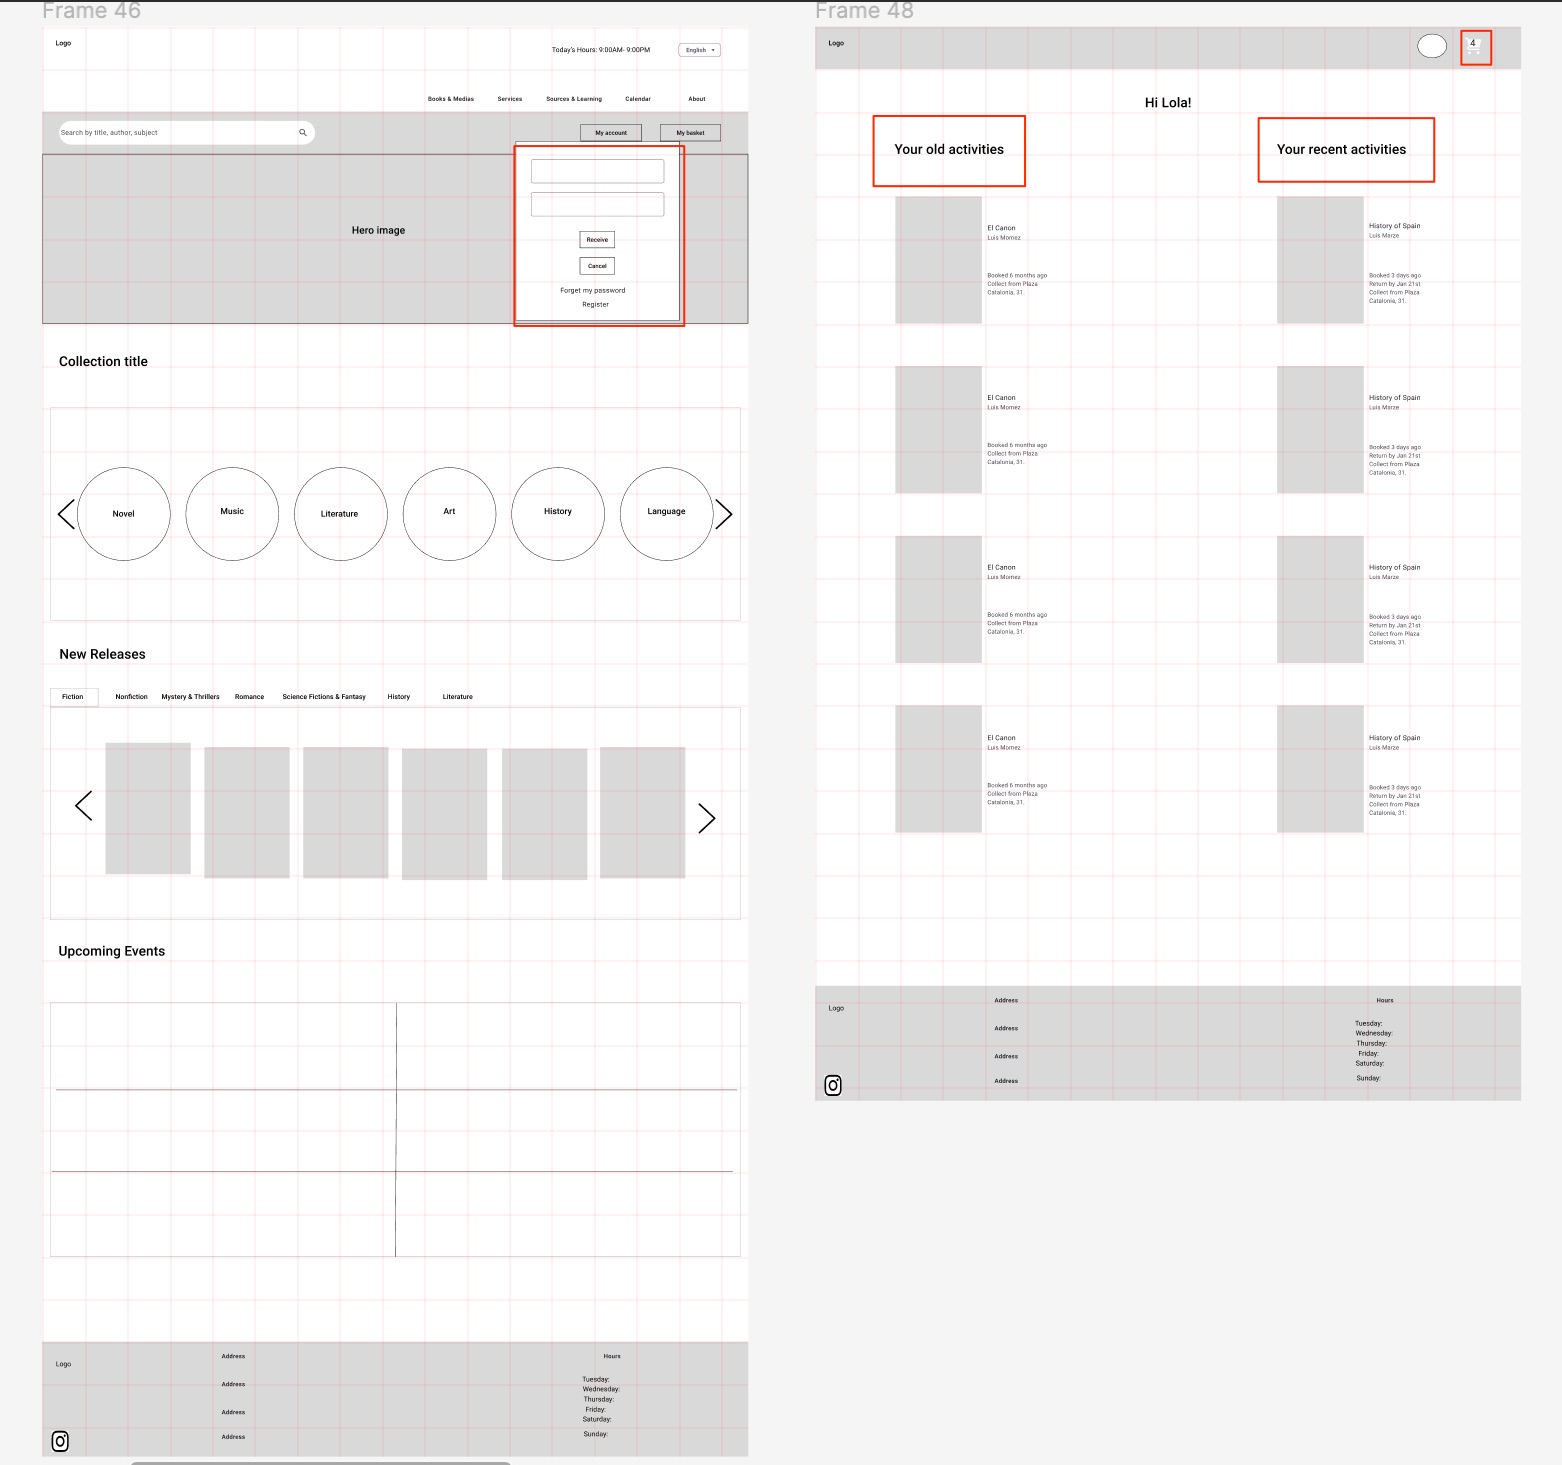 Frame 46
Logo
Today's Hours: 9:00AM- 9:00PM
English
Books & Medias
Services
Sources & Learning
Calendar
About
Search by title, author, subject
My account
My basket
Hero image
Receive
Cancel
Forget my password
Register
Collection title
Novel
Music
Literature
Art
History
Language
New Releases
Fiction
Nonfiction
Mystery & Thrillers
Romance
Science Fictions & Fantasy
History
Literature
Upcoming Events
Logo
Address
Address
Address
Address
Hours
Tuesday:
Wednesday:
Thursday:
Friday:
Saturday:
Sunday:
Frame 48
Logo
4
Hi Lola!
Your old activities
El Canon
Luis Momez
Booked 6 months ago
Collect from Plaza
Catalonia, 31.
El Canon
Luis Momez
Booked 6 months ago
Collect from Plaza
Catalonia, 31.
El Canon
Luis Momez
Booked 6 months ago
Collect from Plaza
Catalonia, 31.
El Canon
Luis Momez
Booked 6 months ago
Collect from Plaza
Catalonia, 31.
Your recent activities
History of Spain
Luis Marze
Booked 3 days ago
Return by Jan 21st
Collect from Plaza
Catalonia, 31.
History of Spain
Luis Marze
Booked 3 days ago
Return by Jan 21st
Collect from Plaza
Catalonia, 31.
History of Spain
Luis Marze
Booked 3 days ago
Return by Jan 21st
Collect from Plaza
Catalonia, 31.
History of Spain
Luis Marze
Booked 3 days ago
Return by Jan 21st
Collect from Plaza
Catalonia, 31.
Logo
Address
Address
Address
Address
Hours
Tuesday:
Wednesday:
Thursday:
Friday:
Saturday:
Sunday: